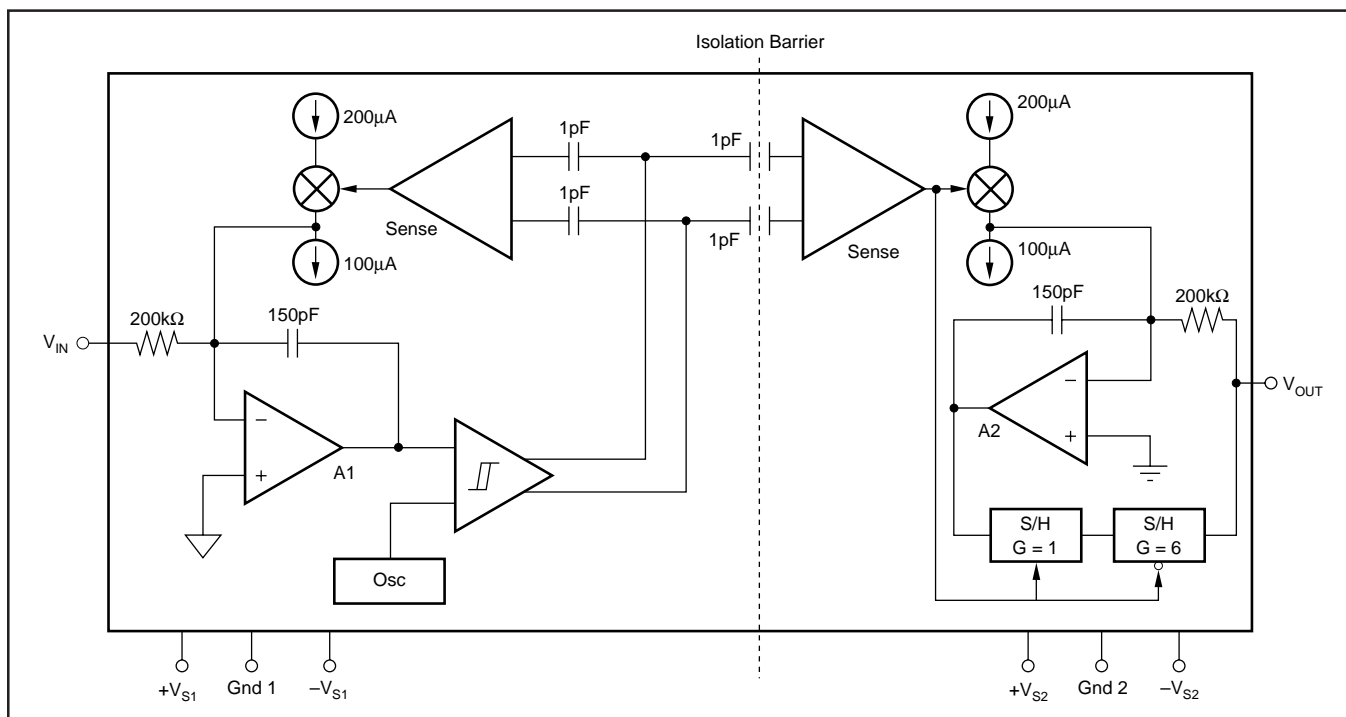 Isolation Barrier
200µA
1pF
1pF
200µA
1pF
1pF
Sense
Sense
100µA
100µA
200kΩ
150pF
150pF
200kΩ
V_IN
V_OUT
−
+
A1
−
+
A2
S/H
G = 1
S/H
G = 6
Osc
+V_S1
Gnd 1
–V_S1
+V_S2
Gnd 2
–V_S2